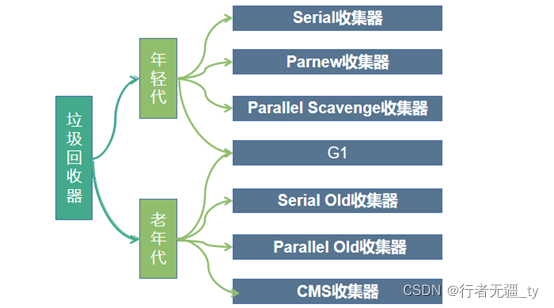 垃圾回收器
年轻代
老年代
Serial收集器
Parnew收集器
Parallel Scavenge收集器
G1
Serial Old收集器
Parallel Old收集器
CMS收集器
CSDN @行者无疆_ty